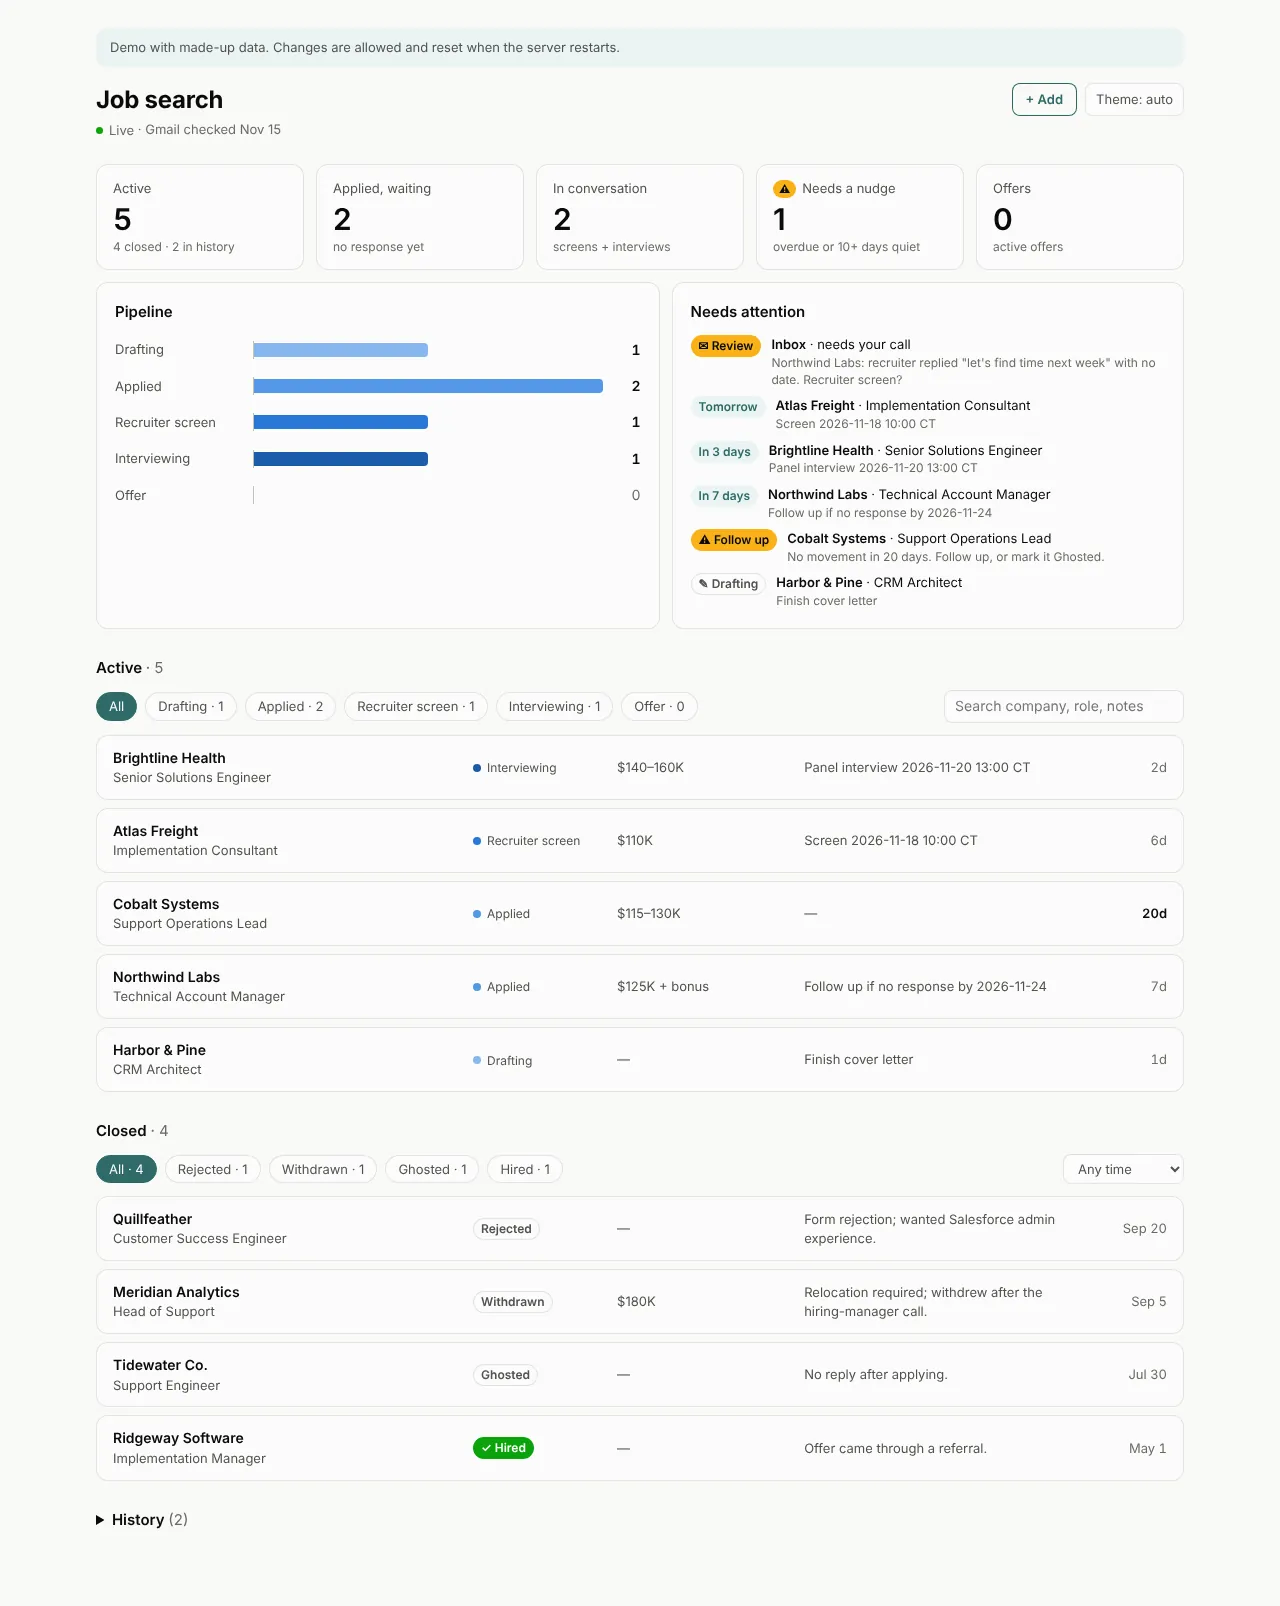 Demo with made-up data. Changes are allowed and reset when the server restarts.
Job search
+ Add
Theme: auto
Live · Gmail checked Nov 15
Active
5
4 closed · 2 in history
Applied, waiting
2
no response yet
In conversation
2
screens + interviews
⚠ Needs a nudge
1
overdue or 10+ days quiet
Offers
0
active offers
Pipeline
Drafting 1
Applied 2
Recruiter screen 1
Interviewing 1
Offer 0
Needs attention
✉ Review Inbox · needs your call
Northwind Labs: recruiter replied "let's find time next week" with no
date. Recruiter screen?
Tomorrow Atlas Freight · Implementation Consultant
Screen 2026-11-18 10:00 CT
In 3 days Brightline Health · Senior Solutions Engineer
Panel interview 2026-11-20 13:00 CT
In 7 days Northwind Labs · Technical Account Manager
Follow up if no response by 2026-11-24
⚠ Follow up Cobalt Systems · Support Operations Lead
No movement in 20 days. Follow up, or mark it Ghosted.
✎ Drafting Harbor & Pine · CRM Architect
Finish cover letter
Active · 5
All Drafting · 1 Applied · 2 Recruiter screen · 1 Interviewing · 1 Offer · 0
Search company, role, notes
Brightline Health
Senior Solutions Engineer
Interviewing $140–160K Panel interview 2026-11-20 13:00 CT 2d
Atlas Freight
Implementation Consultant
Recruiter screen $110K Screen 2026-11-18 10:00 CT 6d
Cobalt Systems
Support Operations Lead
Applied $115–130K — 20d
Northwind Labs
Technical Account Manager
Applied $125K + bonus Follow up if no response by 2026-11-24 7d
Harbor & Pine
CRM Architect
Drafting — Finish cover letter 1d
Closed · 4
All · 4 Rejected · 1 Withdrawn · 1 Ghosted · 1 Hired · 1
Any time
Quillfeather
Customer Success Engineer
Rejected —
Form rejection; wanted Salesforce admin
experience.
Sep 20
Meridian Analytics
Head of Support
Withdrawn $180K
Relocation required; withdrew after the
hiring-manager call.
Sep 5
Tidewater Co.
Support Engineer
Ghosted — No reply after applying. Jul 30
Ridgeway Software
Implementation Manager
✓ Hired — Offer came through a referral. May 1
▶ History (2)